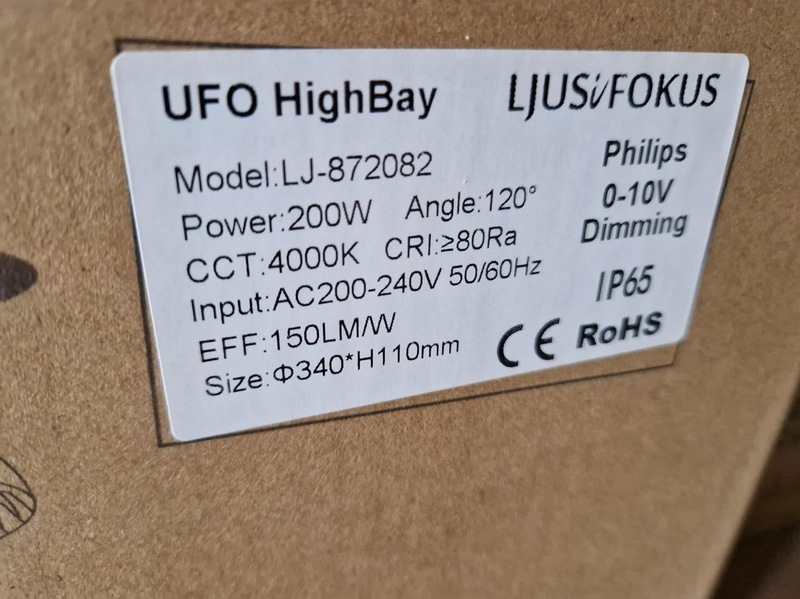 UFO HighBay
LJUSiFOKUS
Model:LJ-872082
Power:200W Angle:120°
CCT:4000K CRI:≥80Ra
Input:AC200-240V 50/60Hz
EFF:150LM/W
Size:Φ340*H110mm
Philips
0-10V
Dimming
IP65
CE RoHS